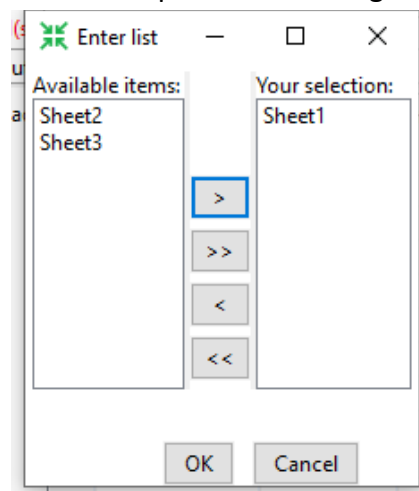 Enter list
Available items:
Your selection:
Sheet2
Sheet3
Sheet1
>
>>
<
<<
OK
Cancel